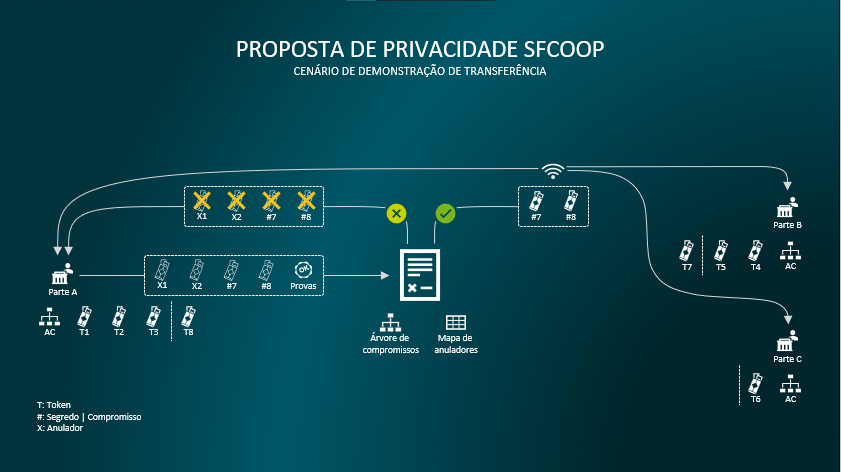 PROPOSTA DE PRIVACIDADE SFCOOP
CENÁRIO DE DEMONSTRAÇÃO DE TRANSFERÊNCIA
X1 X2 #7 #8
#7 #8
Parte B
T7 T5 T4 AC
X1 X2 #7 #8 OK Provas
Parte A
AC T1 T2 T3 T8
Árvore de
compromissos
Mapa de
anuladores
Parte C
T6 AC
T: Token
#: Segredo | Compromisso
X: Anulador